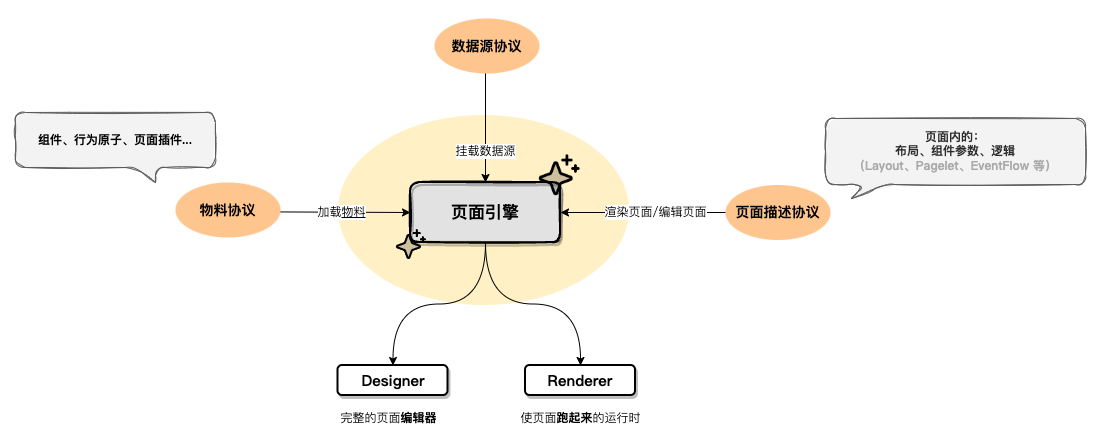 数据源协议
组件、行为原子、页面插件...
页面内的：
布局、组件参数、逻辑
（Layout、Pagelet、EventFlow 等）
挂载数据源
物料协议
加载物料
页面引擎
渲染页面/编辑页面
页面描述协议
Designer
Renderer
完整的页面编辑器
使页面跑起来的运行时